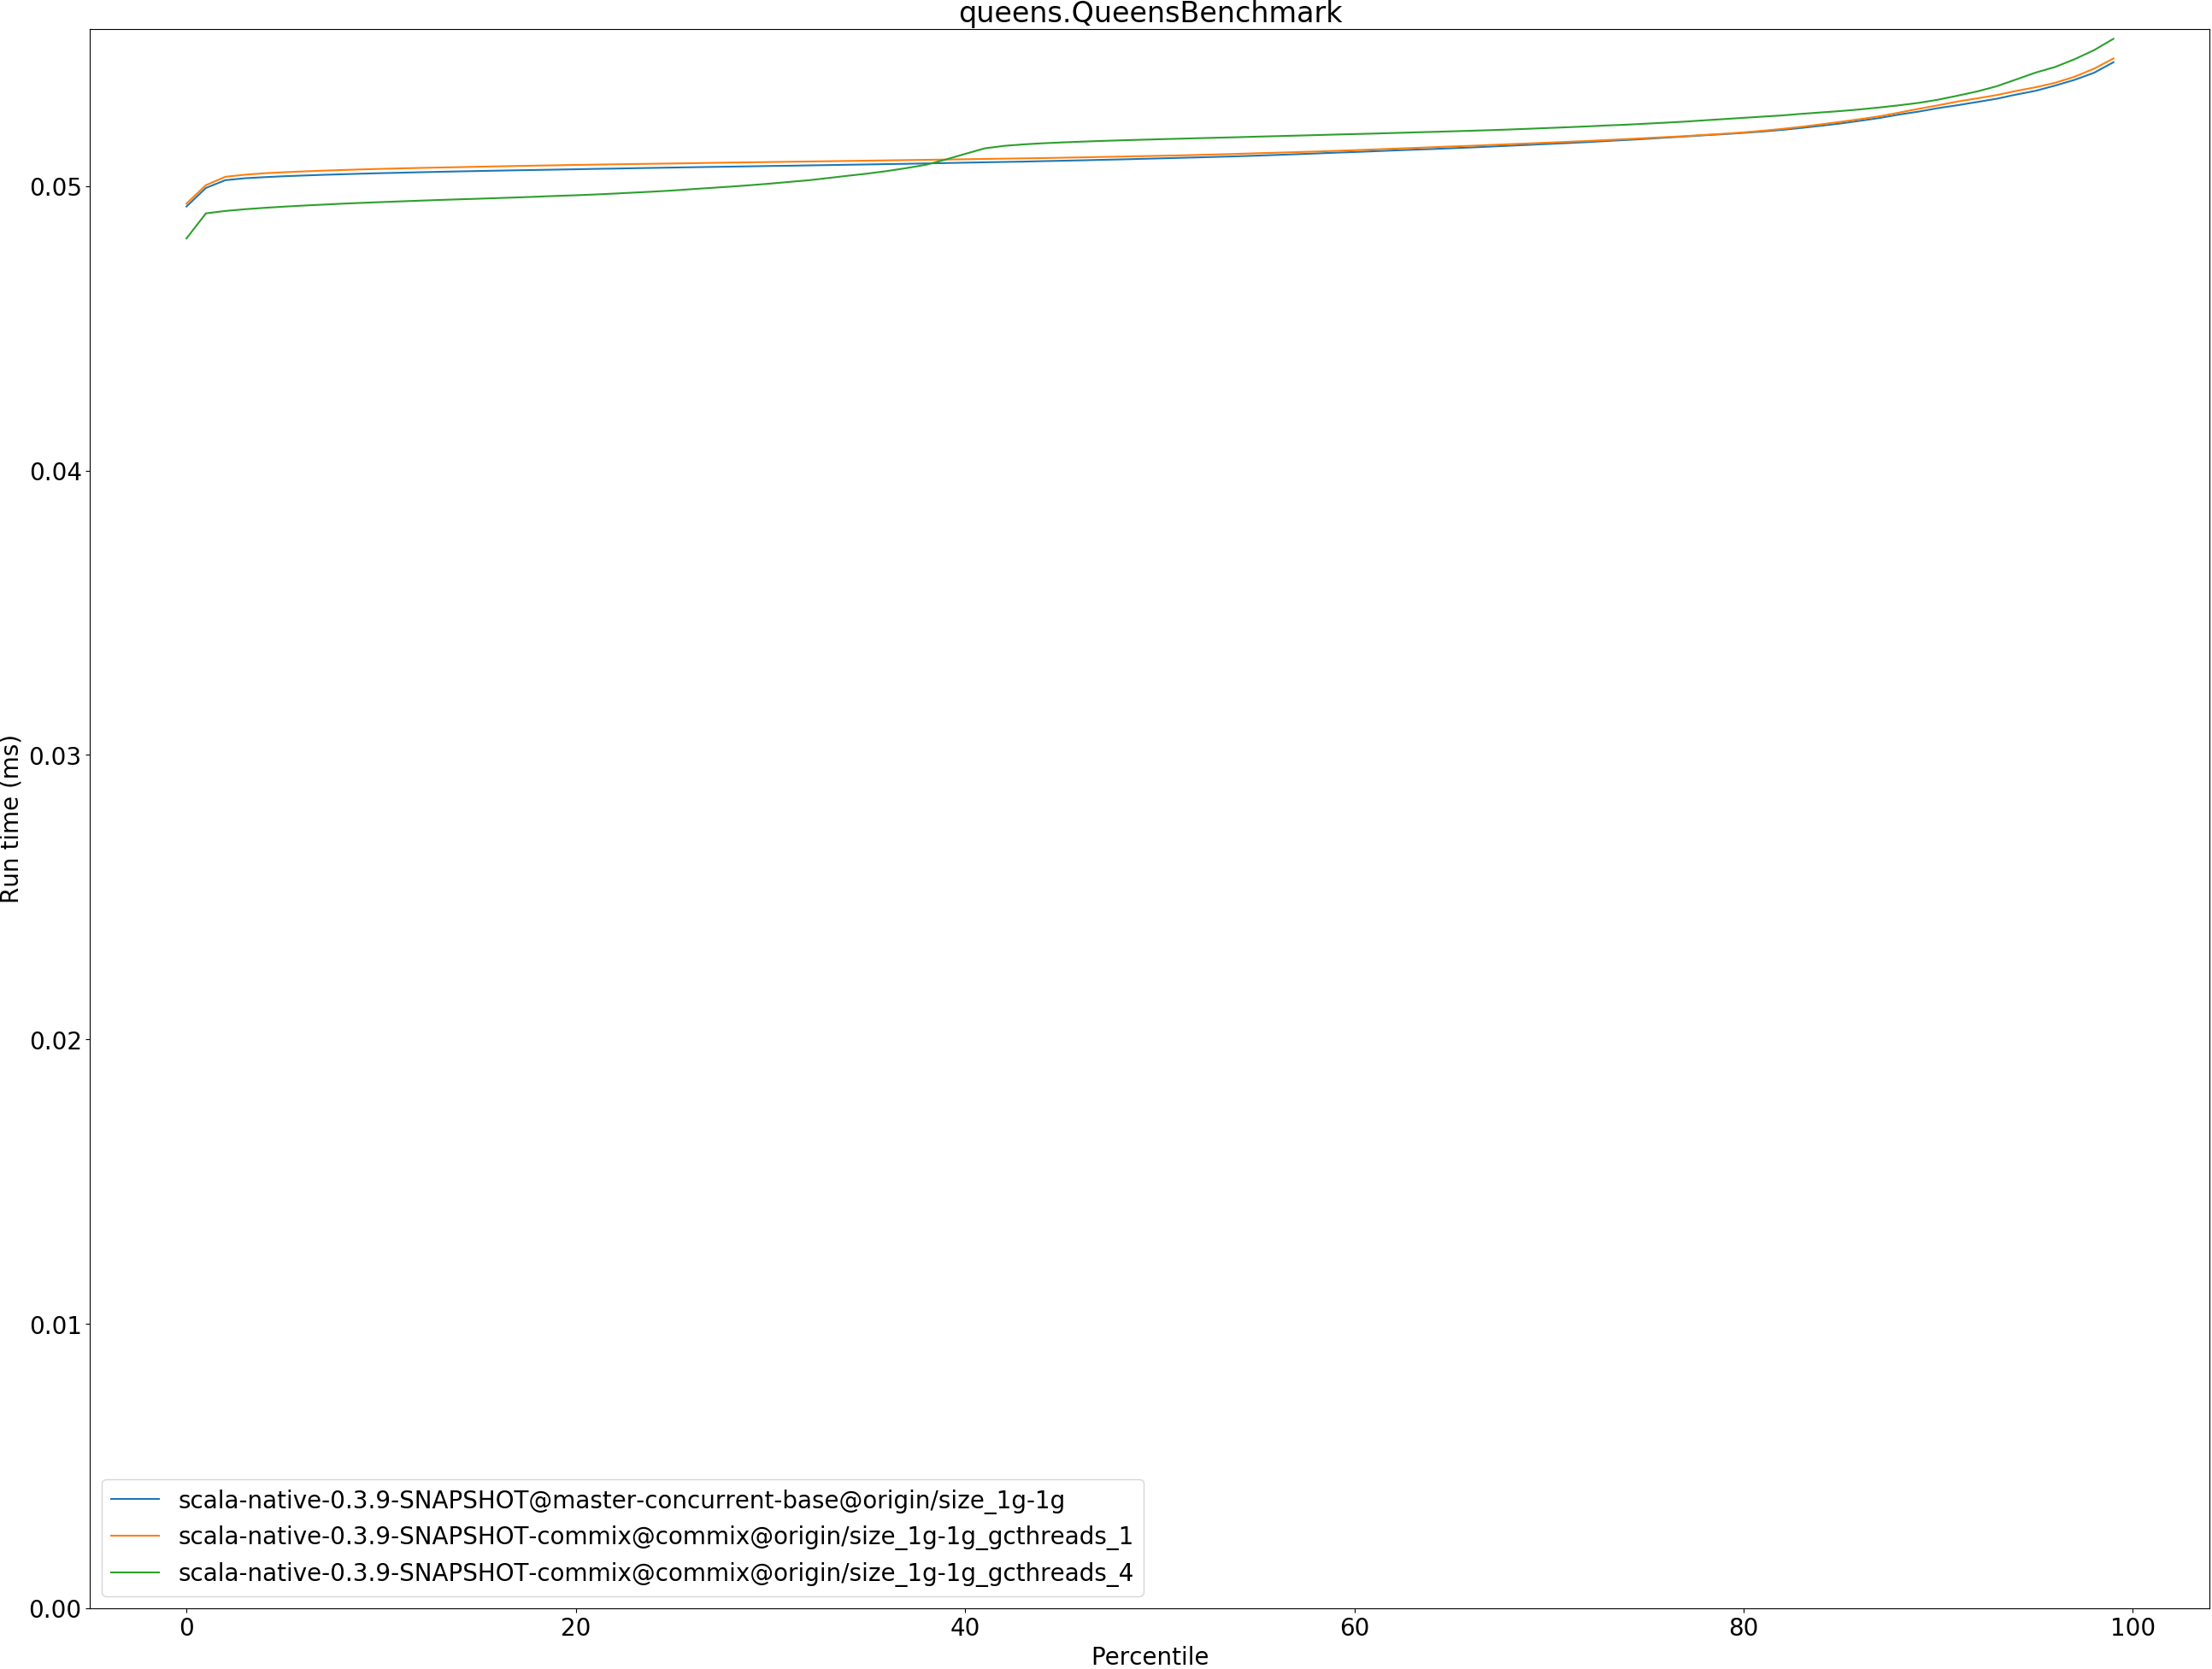 queens.QueensBenchmark
Run time (ms)
0.05
0.04
0.03
0.02
0.01
0.00
scala-native-0.3.9-SNAPSHOT@master-concurrent-base@origin/size_1g-1g
scala-native-0.3.9-SNAPSHOT-commix@commix@origin/size_1g-1g_gcthreads_1
scala-native-0.3.9-SNAPSHOT-commix@commix@origin/size_1g-1g_gcthreads_4
0 20 40 60 80 100
Percentile